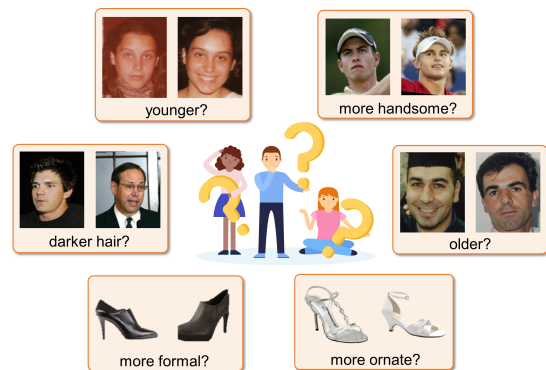 younger?
more handsome?
darker hair?
older?
more formal?
more ornate?